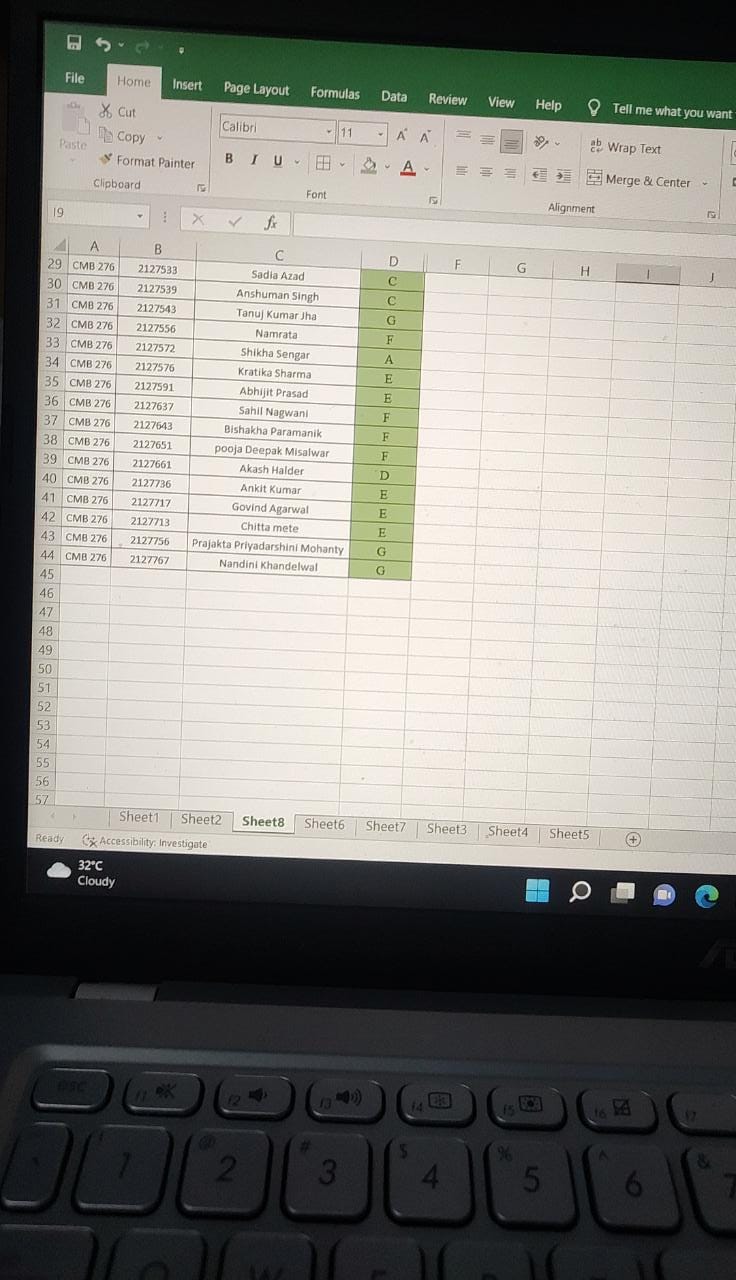 File Home Insert Page Layout Formulas Data Review View Help Tell me what you want
Cut
Copy
Paste
Format Painter
Clipboard
Calibri 11 A A
B I U A
Font
ab Wrap Text
Merge & Center
Alignment
I9 fx
A B C D F G H I J
29 CMB 276 2127533 Sadia Azad C
30 CMB 276 2127539 Anshuman Singh C
31 CMB 276 2127543 Tanuj Kumar Jha G
32 CMB 276 2127556 Namrata F
33 CMB 276 2127572 Shikha Sengar A
34 CMB 276 2127576 Kratika Sharma E
35 CMB 276 2127591 Abhijit Prasad E
36 CMB 276 2127637 Sahil Nagwani F
37 CMB 276 2127643 Bishakha Paramanik F
38 CMB 276 2127651 pooja Deepak Misalwar F
39 CMB 276 2127661 Akash Halder D
40 CMB 276 2127736 Ankit Kumar E
41 CMB 276 2127717 Govind Agarwal E
42 CMB 276 2127713 Chitta mete E
43 CMB 276 2127756 Prajakta Priyadarshini Mohanty G
44 CMB 276 2127767 Nandini Khandelwal G
45
46
47
48
49
50
51
52
53
54
55
56
57
Sheet1 Sheet2 Sheet8 Sheet6 Sheet7 Sheet3 Sheet4 Sheet5
Ready Accessibility: Investigate
32°C
Cloudy
esc f1 f2 f3 f4 f5 f6 f7
! @ # $ % ^ &
1 2 3 4 5 6 7